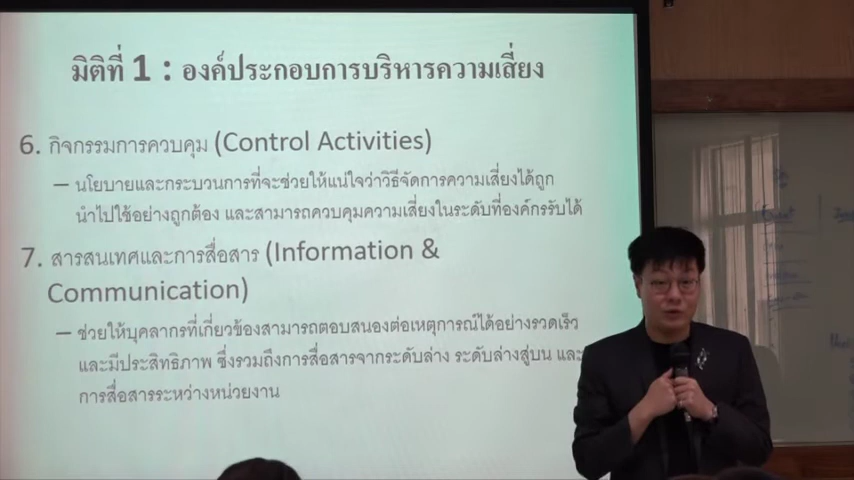 มิติที่ 1 : องค์ประกอบการบริหารความเสี่ยง
6. กิจกรรมการควบคุม (Control Activities)
– นโยบายและกระบวนการที่จะช่วยให้แน่ใจว่าวิธีจัดการความเสี่ยงได้ถูก
นำไปใช้อย่างถูกต้อง และสามารถควบคุมความเสี่ยงในระดับที่องค์กรรับได้
7. สารสนเทศและการสื่อสาร (Information &
Communication)
– ช่วยให้บุคลากรที่เกี่ยวข้องสามารถตอบสนองต่อเหตุการณ์ได้อย่างรวดเร็ว
และมีประสิทธิภาพ ซึ่งรวมถึงการสื่อสารจากระดับล่าง ระดับล่างสู่บน และ
การสื่อสารระหว่างหน่วยงาน